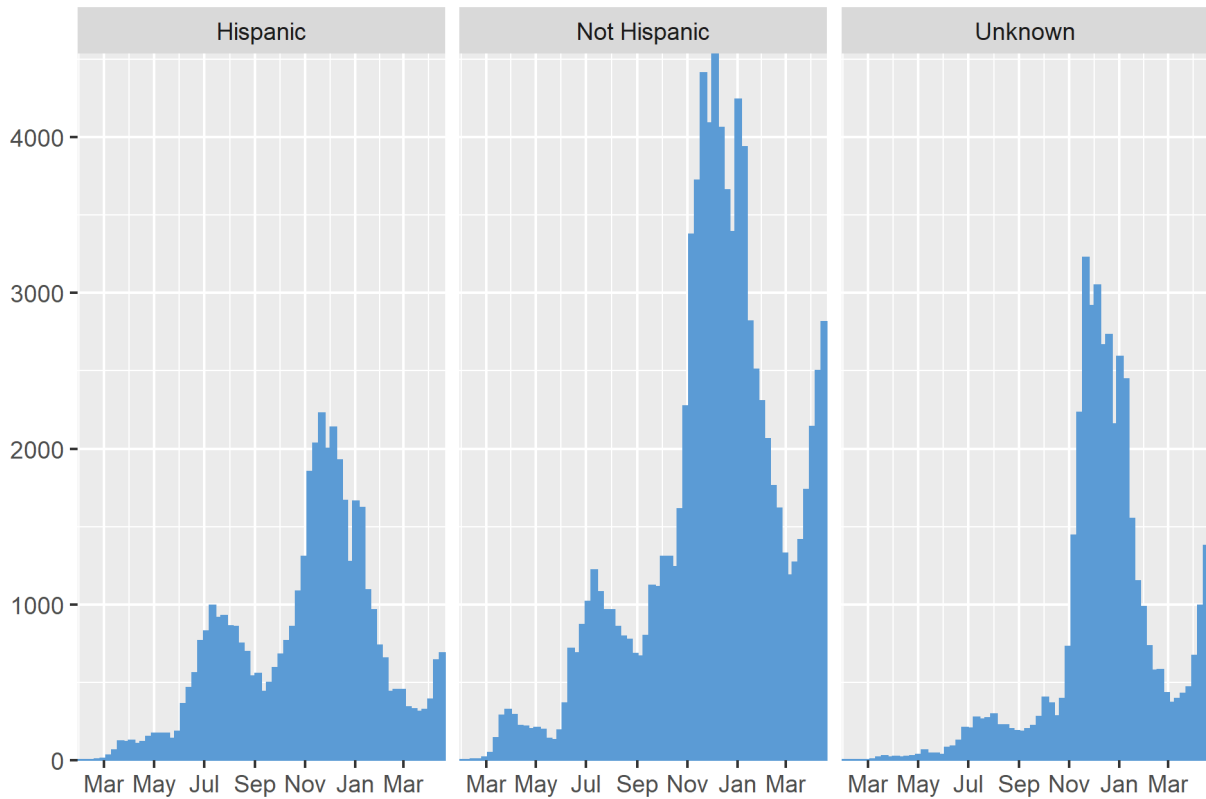 Hispanic Not Hispanic Unknown
4000
3000
2000
1000
0
Mar May Jul Sep Nov Jan Mar Mar May Jul Sep Nov Jan Mar Mar May Jul Sep Nov Jan Mar